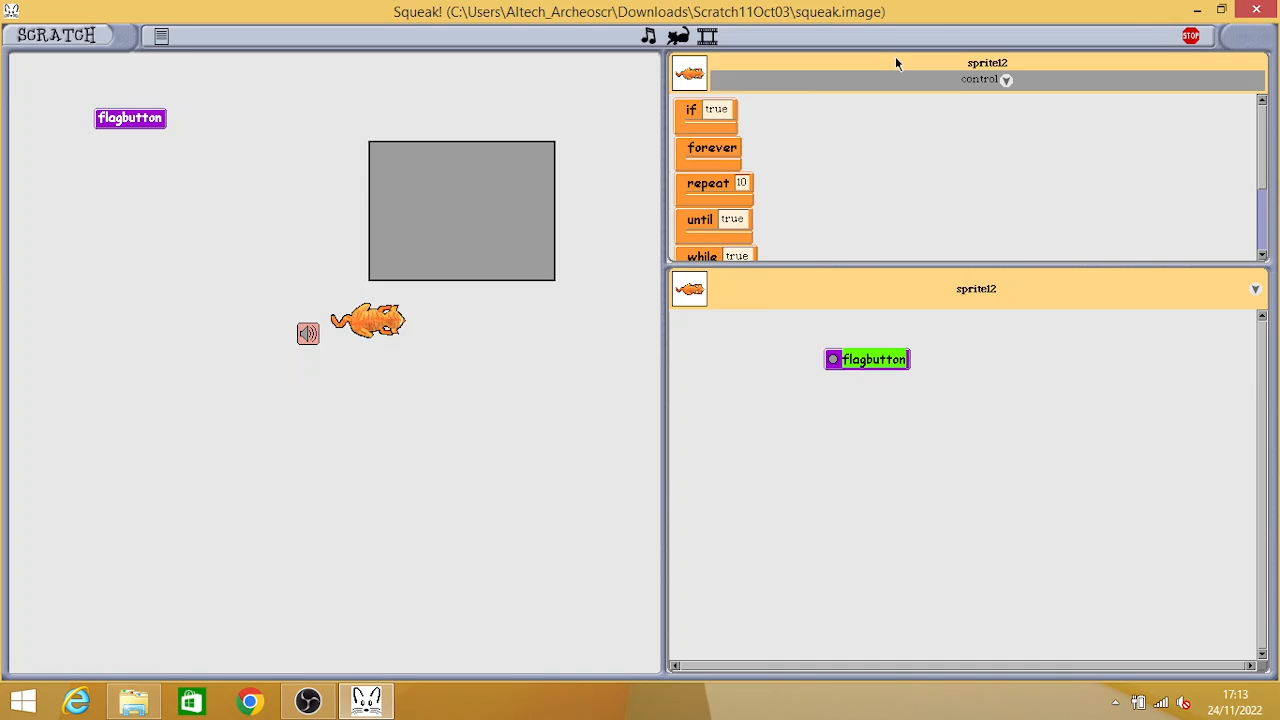 Squeak! (C:\Users\Altech_Archeoscr\Downloads\Scratch11Oct03\squeak.image)
SCRATCH
STOP
sprite12
control
flagbutton
if true
forever
repeat 10
until true
while true
sprite12
flagbutton
17:13
24/11/2022